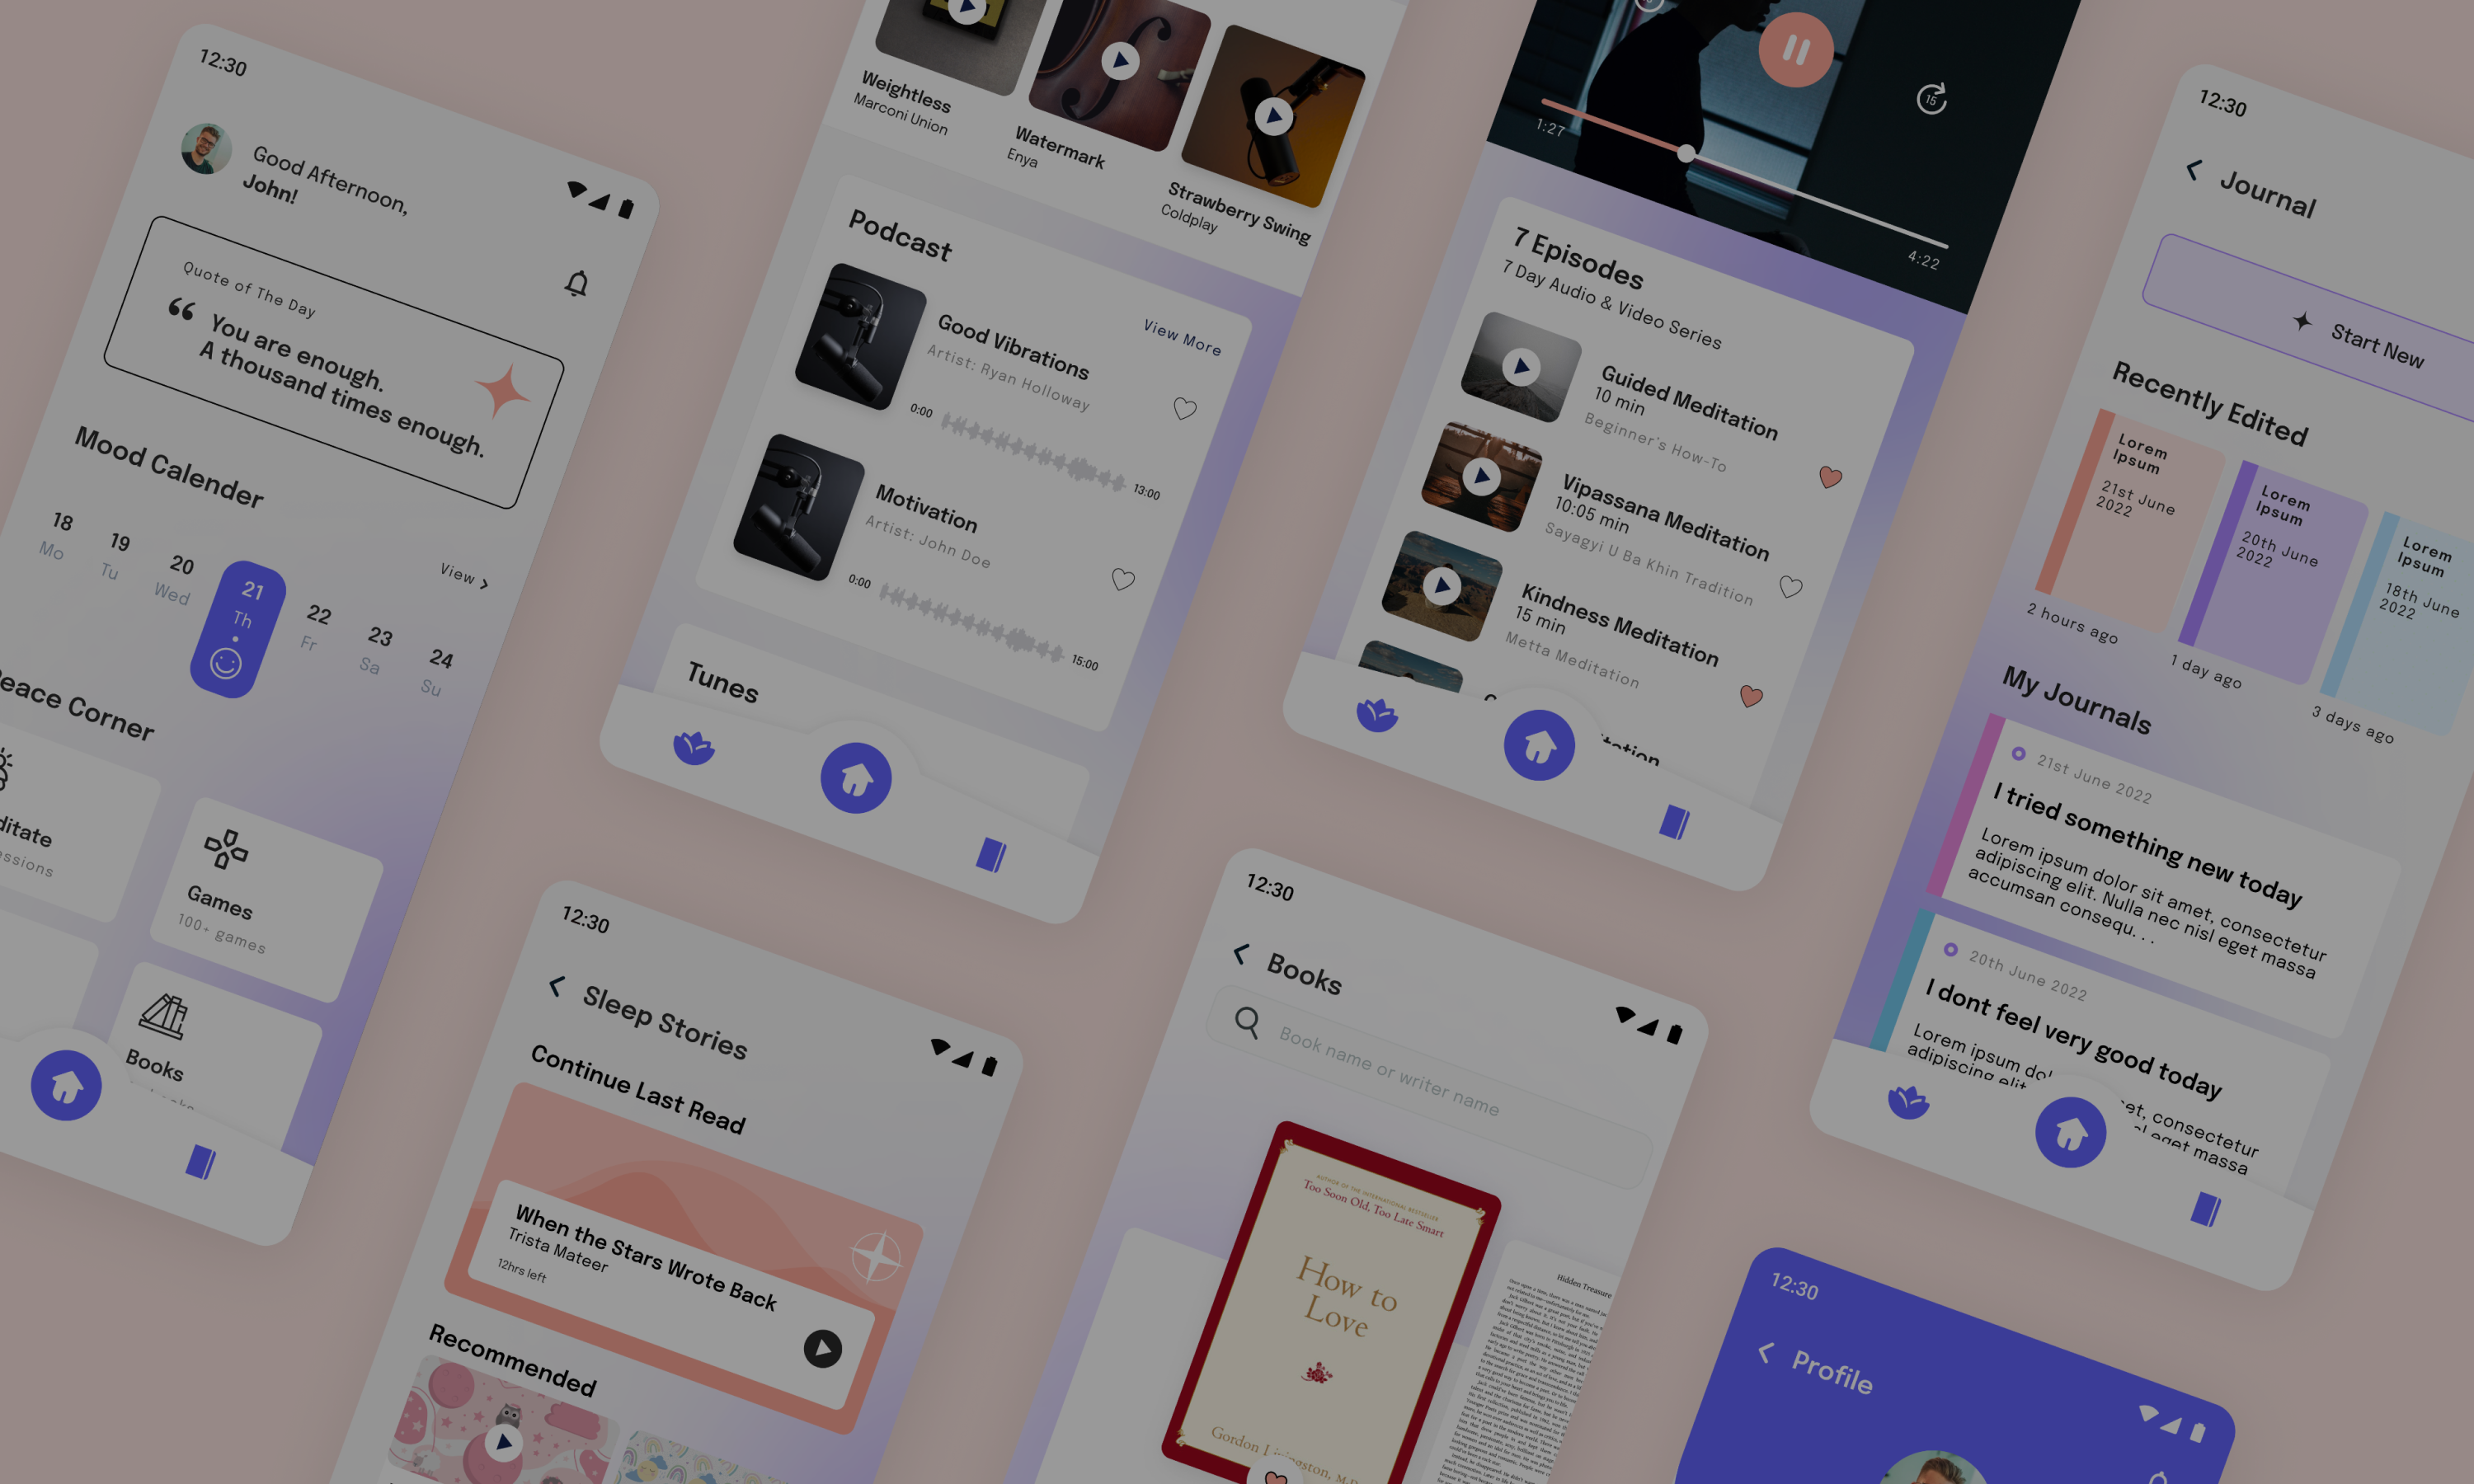 12:30
Good Afternoon,
John!
Quote of The Day
“ You are enough.
A thousand times enough.
Mood Calender
View >
18
Mo
19
Tu
20
Wed
21
Th
22
Fr
23
Sa
24
Su
eace Corner
ditate
essions
Games
100+ games
Books
Weightless
Marconi Union
Watermark
Enya
Strawberry Swing
Coldplay
Podcast
View More
Good Vibrations
Artist: Ryan Holloway
0:00
13:00
Motivation
Artist: John Doe
0:00
15:00
Tunes
15
1:27
4:22
7 Episodes
7 Day Audio & Video Series
Guided Meditation
10 min
Beginner's How-To
Vipassana Meditation
10:05 min
Sayagyi U Ba Khin Tradition
Kindness Meditation
15 min
Metta Meditation
12:30
Journal
Start New
Recently Edited
Lorem
Ipsum
21st June
2022
2 hours ago
Lorem
Ipsum
20th June
2022
1 day ago
Lorem
Ipsum
18th June
2022
3 days ago
My Journals
21st June 2022
I tried something new today
Lorem ipsum dolor sit amet, consectetur
adipiscing elit. Nulla nec nisl eget massa
accumsan consequ. . .
20th June 2022
I dont feel very good today
Lorem ipsum dol et, consectetur
adipiscing elit l eget massa
12:30
Sleep Stories
Continue Last Read
When the Stars Wrote Back
Trista Mateer
12hrs left
Recommended
12:30
Books
Book name or writer name
AUTHOR OF THE INTERNATIONAL BESTSELLER
Too Soon Old, Too Late Smart
How to
Love
Gordon L ingston, M.D.
Hidden Treasure
12:30
Profile